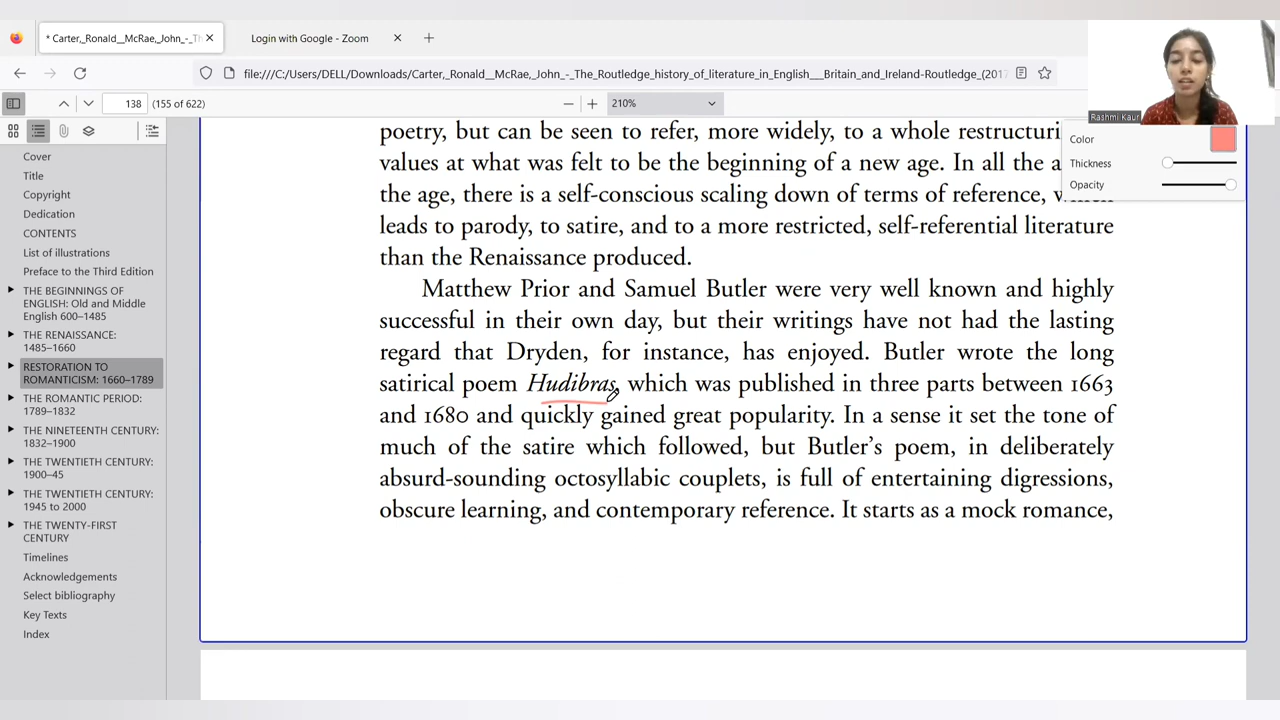 * Carter,_Ronald__McRae,_John_-_Th
Login with Google - Zoom
file:///C:/Users/DELL/Downloads/Carter,_Ronald__McRae,_John_-_The_Routledge_history_of_literature_in_English___Britain_and_Ireland-Routledge_(2017
138 (155 of 622)
210%
Rashmi Kaur
Color
Thickness
Opacity
Cover
Title
Copyright
Dedication
CONTENTS
List of illustrations
Preface to the Third Edition
THE BEGINNINGS OF
ENGLISH: Old and Middle
English 600–1485
THE RENAISSANCE:
1485–1660
RESTORATION TO
ROMANTICISM: 1660–1789
THE ROMANTIC PERIOD:
1789–1832
THE NINETEENTH CENTURY:
1832–1900
THE TWENTIETH CENTURY:
1900–45
THE TWENTIETH CENTURY:
1945 to 2000
THE TWENTY-FIRST
CENTURY
Timelines
Acknowledgements
Select bibliography
Key Texts
Index
poetry, but can be seen to refer, more widely, to a whole restructuri
values at what was felt to be the beginning of a new age. In all the a
the age, there is a self-conscious scaling down of terms of reference, which
leads to parody, to satire, and to a more restricted, self-referential literature
than the Renaissance produced.
Matthew Prior and Samuel Butler were very well known and highly
successful in their own day, but their writings have not had the lasting
regard that Dryden, for instance, has enjoyed. Butler wrote the long
satirical poem Hudibras, which was published in three parts between 1663
and 1680 and quickly gained great popularity. In a sense it set the tone of
much of the satire which followed, but Butler's poem, in deliberately
absurd-sounding octosyllabic couplets, is full of entertaining digressions,
obscure learning, and contemporary reference. It starts as a mock romance,